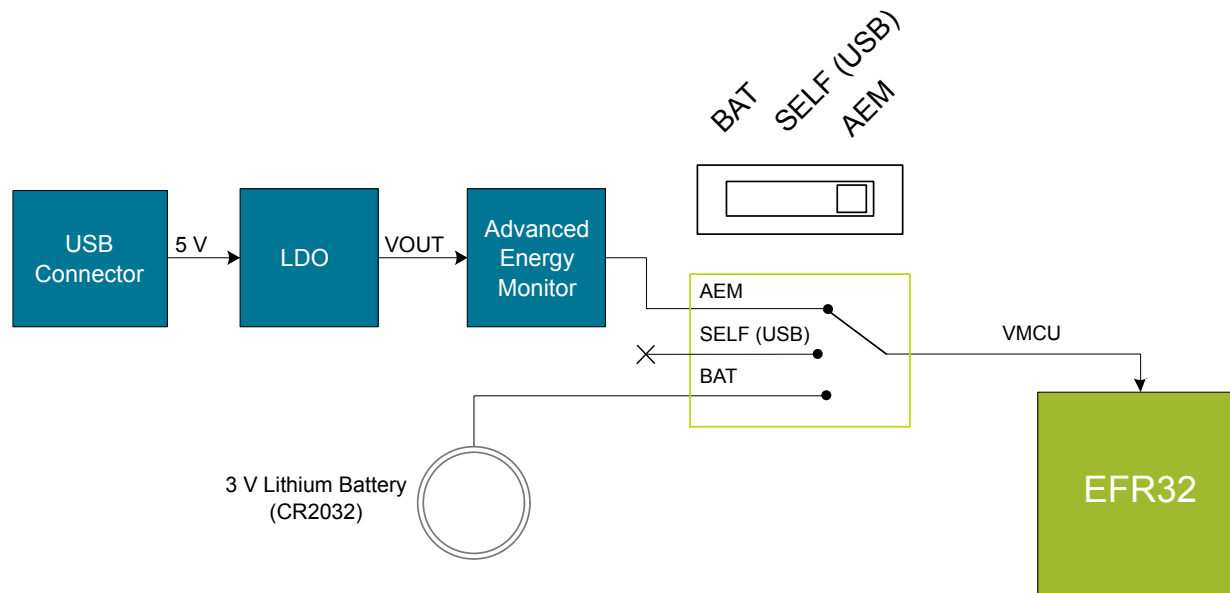 BAT
SELF (USB)
AEM
USB
Connector
5 V
LDO
VOUT
Advanced
Energy
Monitor
AEM
SELF (USB)
BAT
VMCU
3 V Lithium Battery
(CR2032)
EFR32